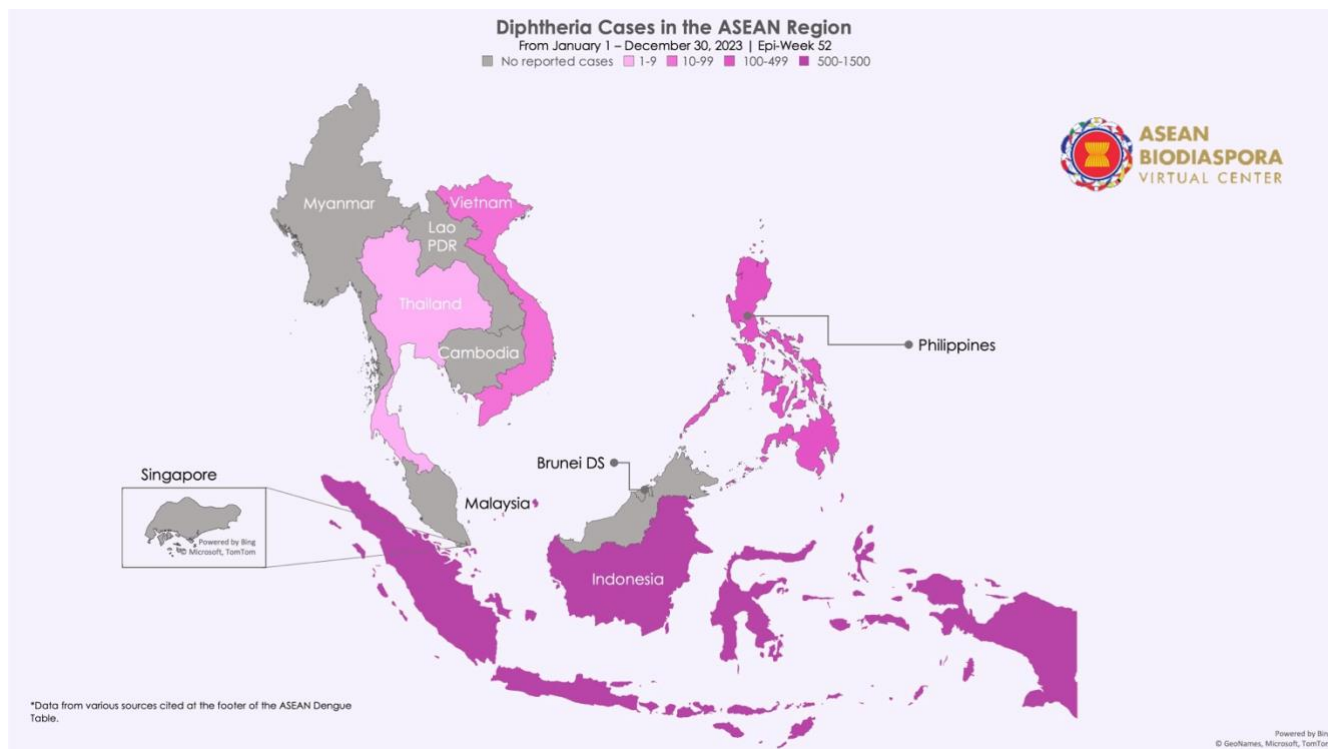 Diphtheria Cases in the ASEAN Region
From January 1 – December 30, 2023 | Epi-Week 52
No reported cases 1-9 10-99 100-499 500-1500
ASEAN
BIODIASPORA
VIRTUAL CENTER
Myanmar
Vietnam
Lao
PDR
Thailand
Cambodia
Philippines
Brunei DS
Singapore
Malaysia
Powered by Bing
© Microsoft, TomTom
Indonesia
*Data from various sources cited at the footer of the ASEAN Dengue
Table.
Powered by Bing
© GeoNames, Microsoft, TomTom